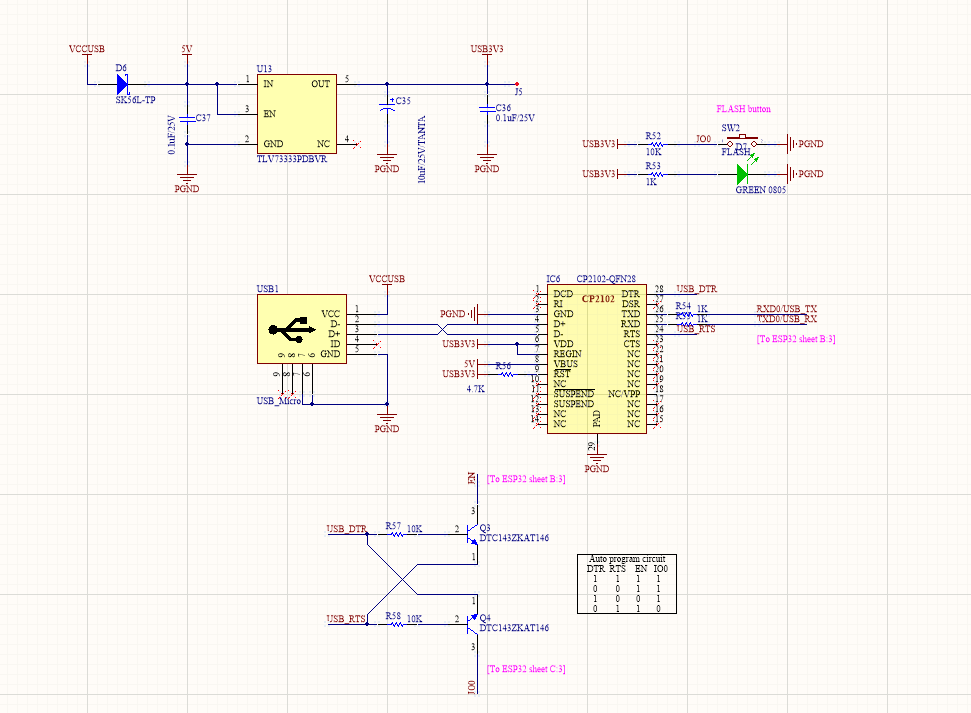 VCCUSB
5V
USB3V3
D6
SK56L-TP
U13
1 IN OUT 5
3 EN
2 GND NC 4
TLV73333PDBVR
C37
0.1uF/25V
PGND
C35
10uF/25V/TANTA
PGND
C36
0.1uF/25V
PGND
J5
FLASH button
SW2
USB3V3 R52 10K IO0 FLASH PGND
D7
USB3V3 R53 1K PGND
GREEN 0805
VCCUSB
USB1
VCC 1
D- 2
D+ 3
ID 4
GND 5
9 8 7 6
9 8 7 6
USB_Micro
PGND
IC6 CP2102-QFN28
CP2102
1 DCD DTR 28 USB_DTR
2 RI DSR 27
PGND 3 GND TXD 26 R54 1K RXD0/USB_TX
4 D+ RXD 25 R55 1K TXD0/USB_RX
5 D- RTS 24 USB_RTS
USB3V3 6 VDD CTS 23
[To ESP32 sheet B:3]
7 REGIN NC 22
5V 8 VBUS NC 21
USB3V3 R56 9 RST NC 20
4.7K
10 NC NC 19
11 SUSPEND NC/VPP 18
12 SUSPEND NC 17
13 NC NC 16
14 NC NC 15
PAD
29
PGND
EN
[To ESP32 sheet B:3]
3
USB_DTR R57 10K 2 Q3
DTC143ZKAT146
1
1
USB_RTS R58 10K 2 Q4
DTC143ZKAT146
3
[To ESP32 sheet C:3]
IO0
Auto program circuit
DTR RTS EN IO0
1 1 1 1
0 0 1 1
1 0 0 1
0 1 1 0